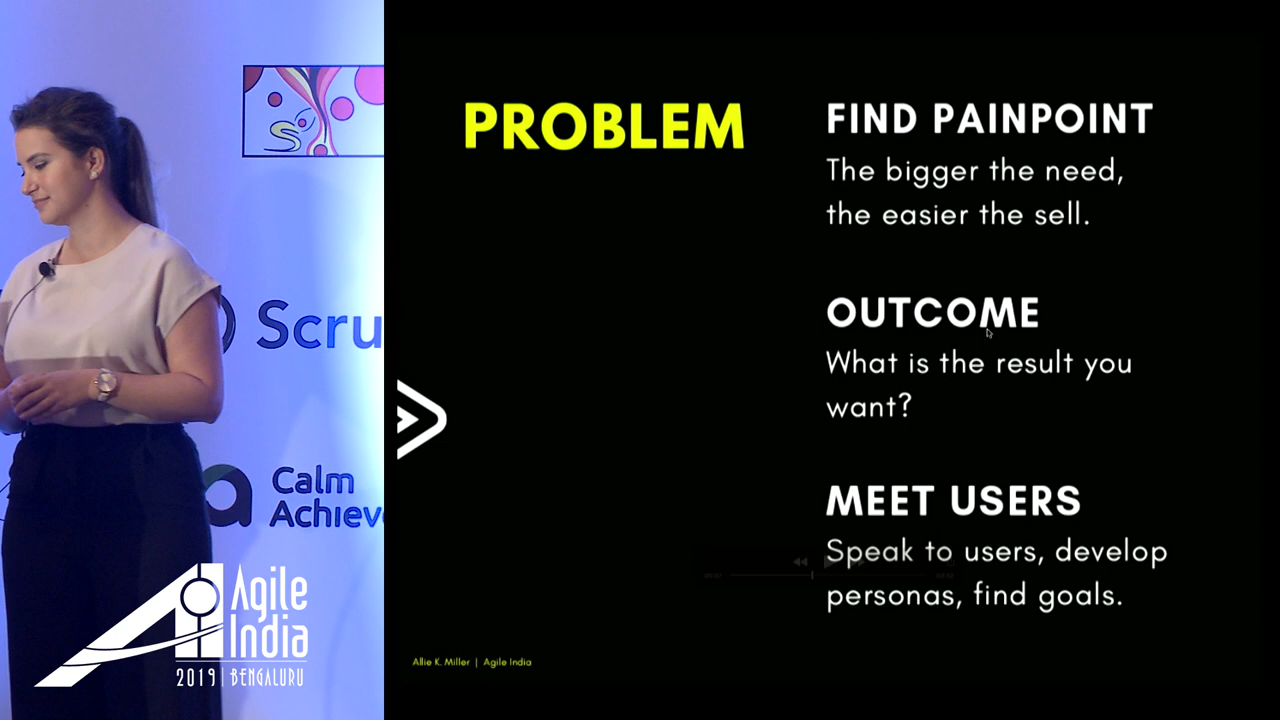 PROBLEM
FIND PAINPOINT
The bigger the need,
the easier the sell.
OUTCOME
What is the result you
want?
MEET USERS
Speak to users, develop
personas, find goals.
Allie K. Miller | Agile India
Scru
Calm
Achiev
Agile
India
2019 | BENGALURU